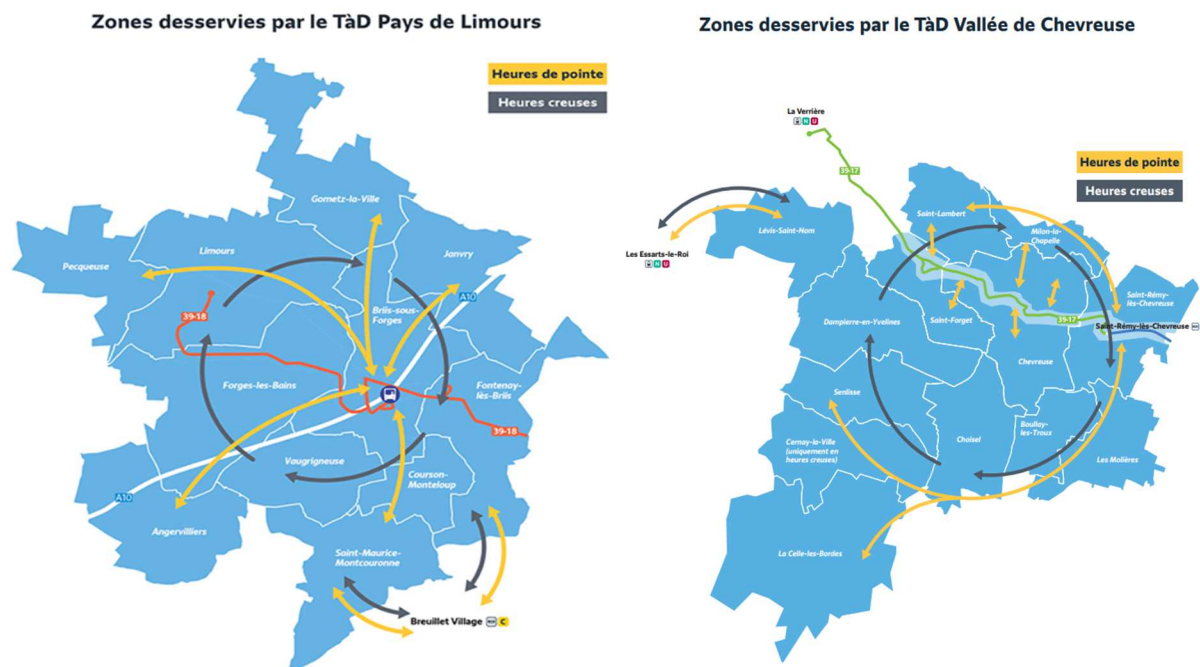 Zones desservies par le TàD Pays de Limours
Heures de pointe
Heures creuses
Gometz-la-Ville
Limours
Pecqueuse
Janvry
A10
39-18
Briis-sous-
Forges
Forges-les-Bains
Fontenay-
lès-Briis
39-18
Vaugrigneuse
Courson-
Monteloup
A10
Angervilliers
Saint-Maurice-
Montcouronne
Breuillet Village RER C
Zones desservies par le TàD Vallée de Chevreuse
La Verrière
N U
Heures de pointe
Heures creuses
39-17
Saint-Lambert
Milon-la-
Chapelle
Lévis-Saint-Nom
Les Essarts-le-Roi
N U
Saint-Rémy-
lès-Chevreuse
Saint-Forget
39-17
Saint-Rémy-lès-Chevreuse
Dampierre-en-Yvelines
Chevreuse
Senlisse
Boullay-
les-Troux
Cernay-la-Ville
(uniquement en
heures creuses)
Choisel
Les Molières
La Celle-les-Bordes